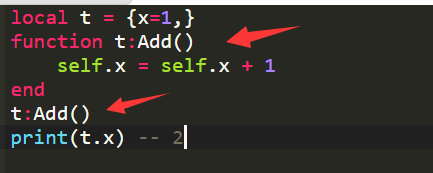 local t = {x=1,}
function t:Add()
    self.x = self.x + 1
end
t:Add()
print(t.x) -- 2